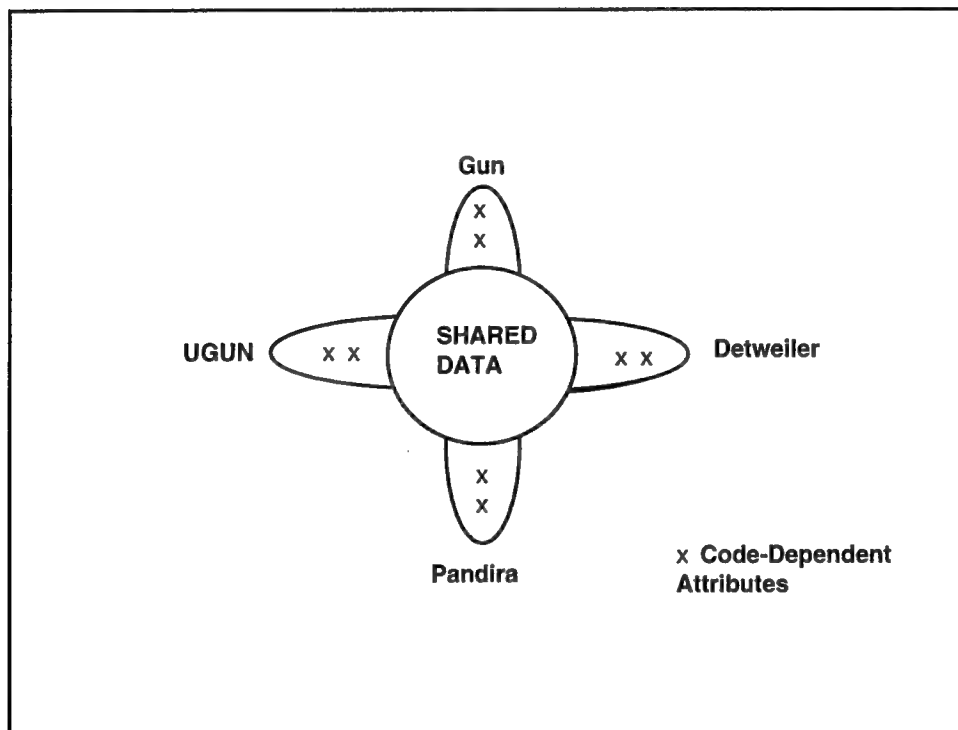 Gun
x
x
UGUN
x x
SHARED
DATA
x x
Detweiler
x
x
Pandira
x Code-Dependent
Attributes